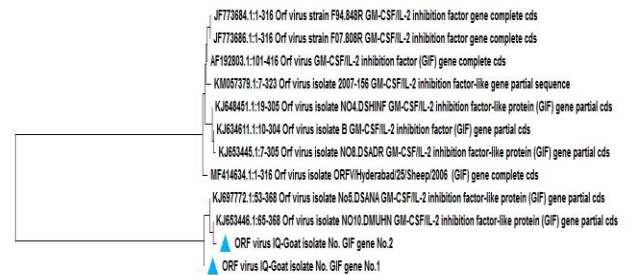 JF773684.1:1-316 Orf virus strain F94.848R GM-CSF/IL-2 inhibition factor gene complete cds
JF773686.1:1-316 Orf virus strain F07.808R GM-CSF/IL-2 inhibition factor gene complete cds
AF192803.1:101-416 Orf virus GM-CSF/IL-2 inhibition factor (GIF) gene complete cds
KM057379.1:7-323 Orf virus isolate 2007-156 GM-CSF/IL-2 inhibition factor-like gene partial sequence
KJ648451.1:19-305 Orf virus isolate NO4.DSHINF GM-CSF/IL-2 inhibition factor-like protein (GIF) gene partial cds
KJ634611.1:10-304 Orf virus isolate B GM-CSF/IL-2 inhibition factor (GIF) gene partial cds
KJ653445.1:7-305 Orf virus isolate NO8.DSADR GM-CSF/IL-2 inhibition factor-like protein (GIF) gene partial cds
MF414634.1:1-316 Orf virus isolate ORFV/Hyderabad/25/Sheep/2006 (GIF) gene complete cds
KJ697772.1:53-368 Orf virus isolate No5.DSANA GM-CSF/IL-2 inhibition factor-like protein (GIF) gene partial cds
KJ653446.1:65-368 Orf virus isolate NO10.DMUHN GM-CSF/IL-2 inhibition factor-like protein (GIF) gene partial cds
ORF virus IQ-Goat isolate No. GIF gene No.2
ORF virus IQ-Goat isolate No. GIF gene No.1